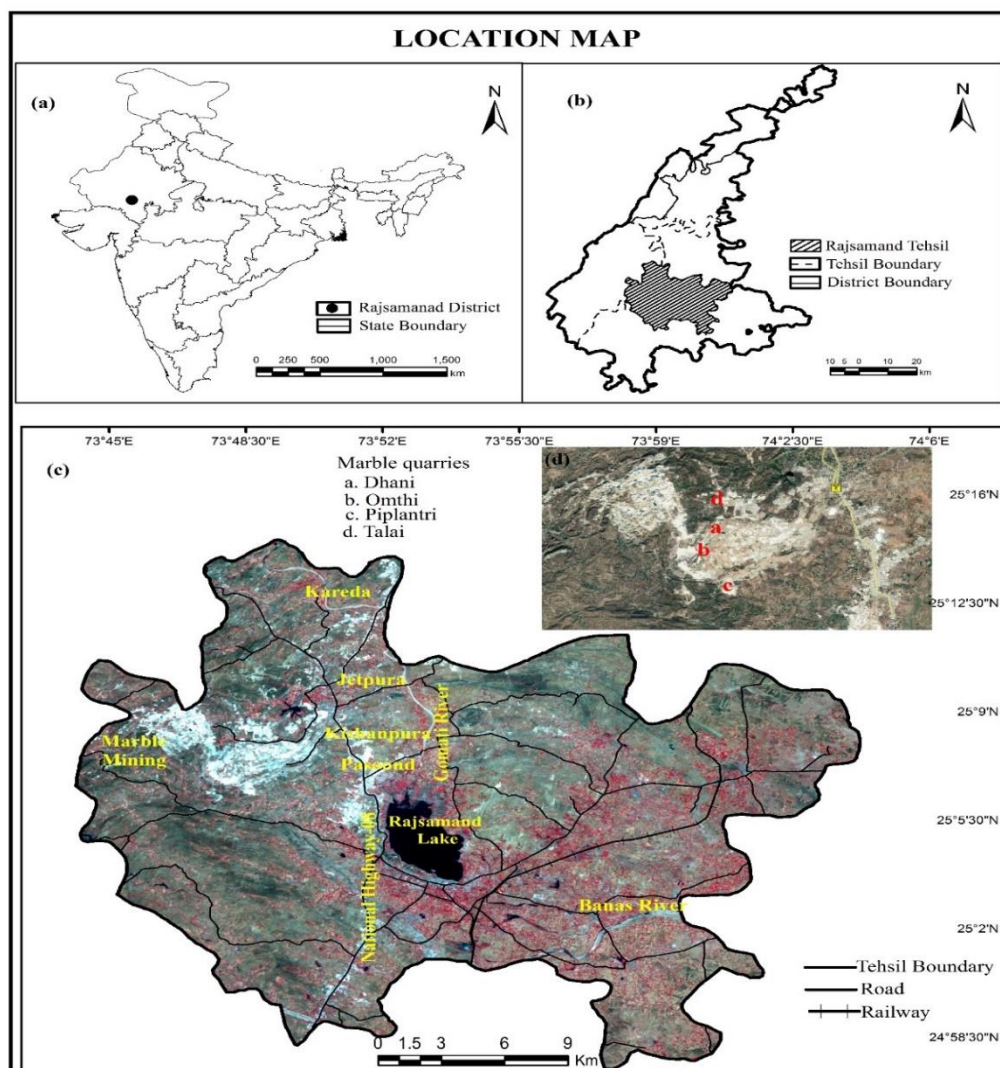 LOCATION MAP
(a)
N
Rajsamanad District
State Boundary
0 250 500 1,000 1,500
km
(b)
N
Rajsamand Tehsil
Tehsil Boundary
District Boundary
10 5 0 10 20
km
73°45'E 73°48'30"E 73°52'E 73°55'30"E 73°59'E 74°2'30"E 74°6'E
(c)
Marble quarries
a. Dhani
b. Omthi
c. Piplantri
d. Talai
(d)
d
a
b
c
25°16'N
25°12'30"N
25°9'N
25°5'30"N
25°2'N
24°58'30"N
Kareda
Jetpura
Kishanpura
Pasoond
Gomati River
Marble
Mining
Rajsamand
Lake
National Highway-08
Banas River
Tehsil Boundary
Road
Railway
0 1.5 3 6 9
Km